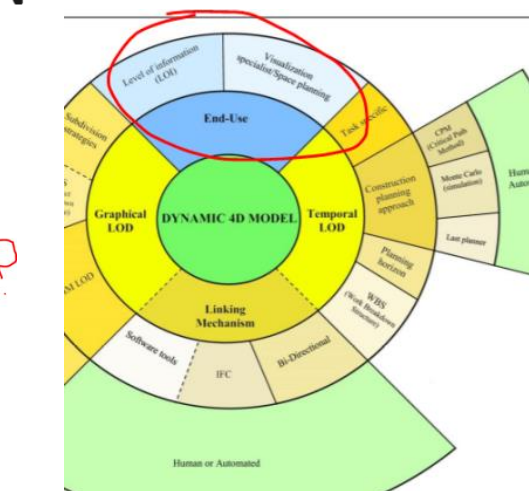 Level of information
(LOI)
Visualization
specialist/Space planning
End-Use
Subdivision
Task specific
CPM
(Critical Path
Method)
Monte Carlo
(simulation)
Last planner
Construction
planning
approach
Graphical
LOD
DYNAMIC 4D MODEL
Temporal
LOD
Planning
horizon
WBS
(Work Breakdown
Structure)
LOD
Linking
Mechanism
Software tools
IFC
Bi-Directional
Human or Automated